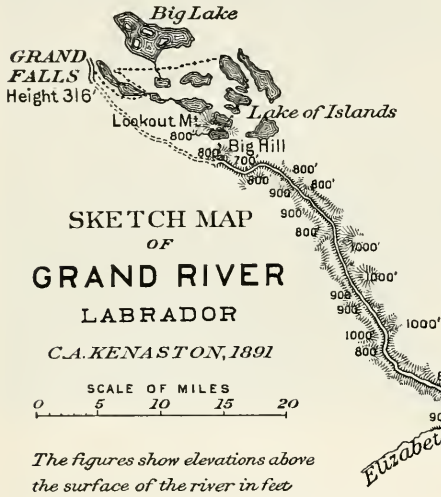 Big Lake
GRAND
FALLS
Height 316'
Lake of Islands
Lookout Mt.
800'
Big Hill
800
700'
800
800'
900
800'
900
800
1000'
1000'
900
900
1000'
1000
800
SKETCH MAP
OF
GRAND RIVER
LABRADOR
C.A. KENASTON, 1891
SCALE OF MILES
0 5 10 15 20
The figures show elevations above
the surface of the river in feet